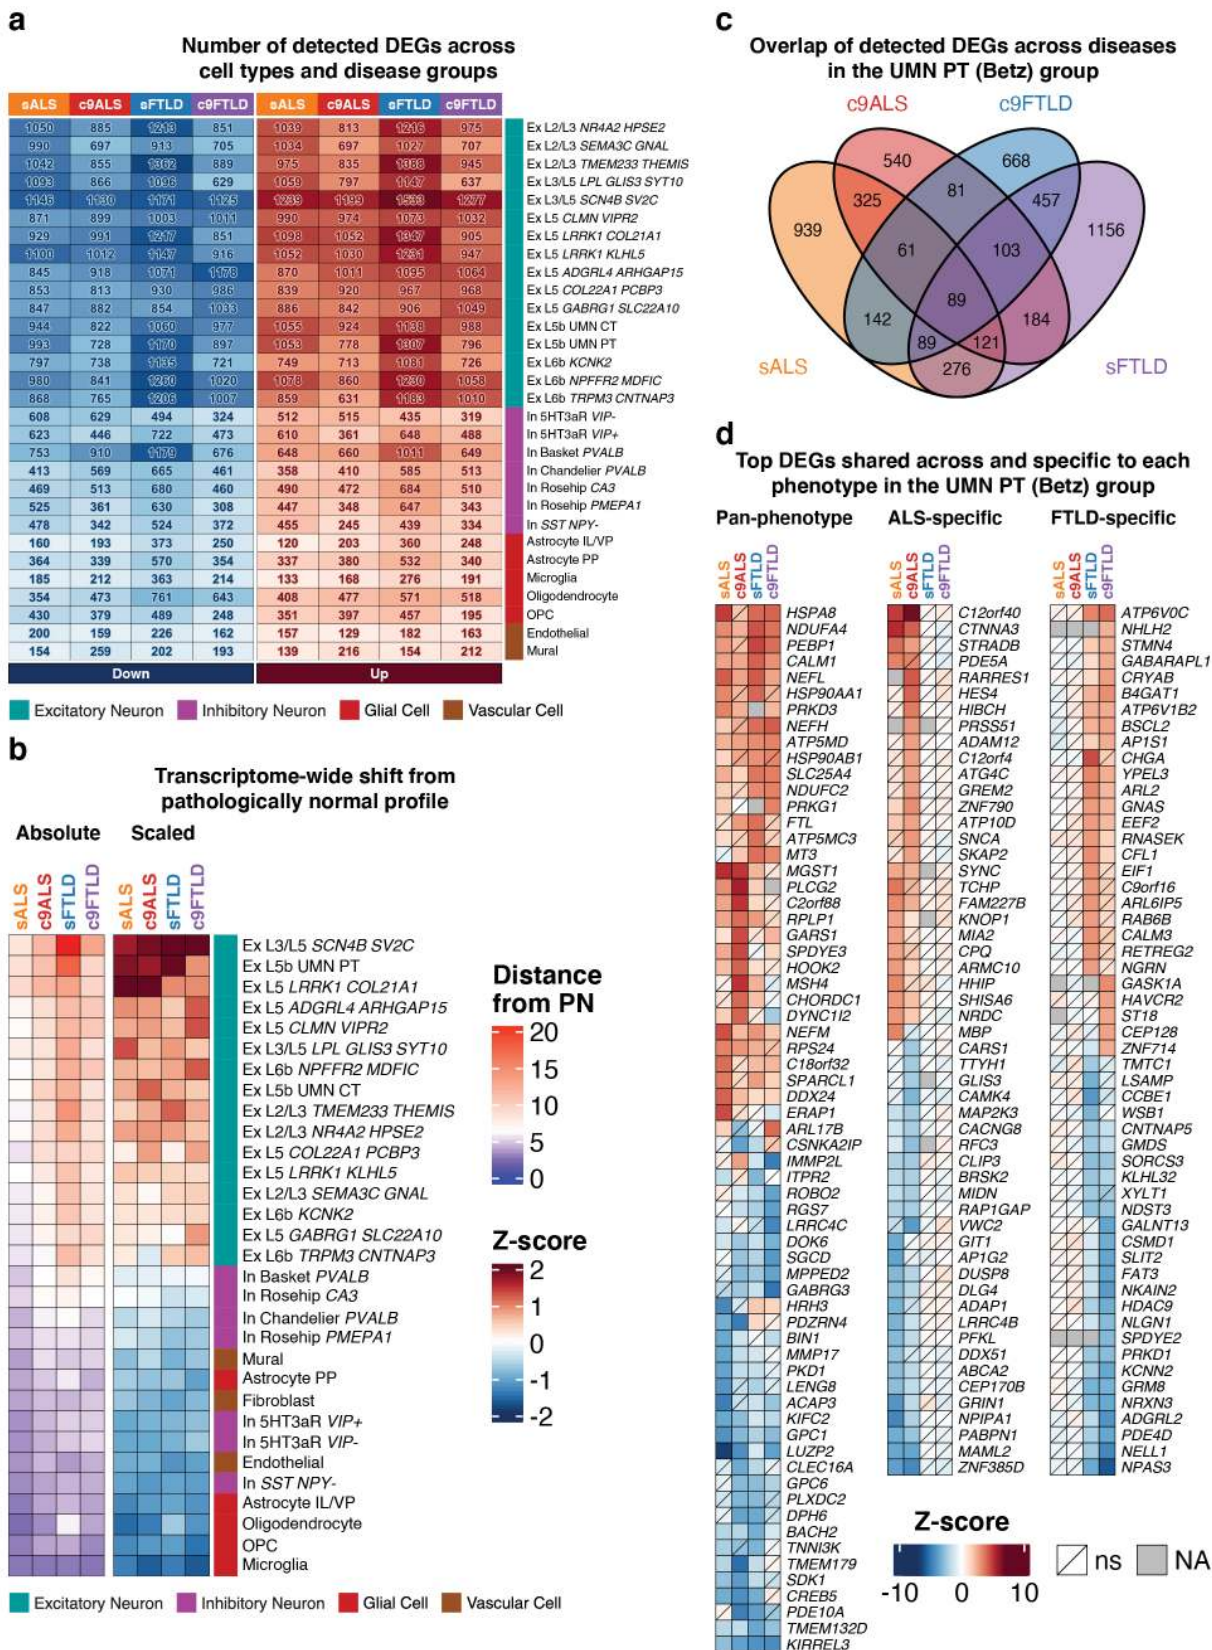 a
Number of detected DEGs across
cell types and disease groups
sALS c9ALS sFTLD c9FTLD sALS c9ALS sFTLD c9FTLD
1050 885 1213 851 1039 813 1216 975 Ex L2/L3 NR4A2 HPSE2
990 697 913 705 1034 697 1027 707 Ex L2/L3 SEMA3C GNAL
1042 855 1362 889 975 835 1368 945 Ex L2/L3 TMEM233 THEMIS
1093 866 1096 629 1059 797 1147 637 Ex L3/L5 LPL GLIS3 SYT10
1146 1130 1171 1125 1239 1199 1533 1277 Ex L3/L5 SCN4B SV2C
871 899 1003 1011 990 974 1073 1032 Ex L5 CLMN VIPR2
929 991 1217 851 1098 1052 1347 905 Ex L5 LRRK1 COL21A1
1100 1012 1147 916 1052 1030 1231 947 Ex L5 LRRK1 KLHL5
845 918 1071 1178 870 1011 1095 1064 Ex L5 ADGRL4 ARHGAP15
853 813 930 986 839 920 967 968 Ex L5 COL22A1 PCBP3
847 882 854 1033 886 842 906 1049 Ex L5 GABRG1 SLC22A10
944 822 1060 977 1055 924 1138 988 Ex L5b UMN CT
993 728 1170 897 1053 778 1307 796 Ex L5b UMN PT
797 738 1135 721 749 713 1081 726 Ex L6b KCNK2
980 841 1260 1020 1078 860 1230 1058 Ex L6b NPFFR2 MDFIC
868 765 1206 1007 859 631 1183 1010 Ex L6b TRPM3 CNTNAP3
608 629 494 324 512 515 435 319 In 5HT3aR VIP-
623 446 722 473 610 361 648 488 In 5HT3aR VIP+
753 910 1179 676 648 660 1011 649 In Basket PVALB
413 569 665 461 358 410 585 513 In Chandelier PVALB
469 513 680 460 490 472 684 510 In Rosehip CA3
525 361 630 308 447 348 647 343 In Rosehip PMEPA1
478 342 524 372 455 245 439 334 In SST NPY-
160 193 373 250 120 203 360 248 Astrocyte IL/VP
364 339 570 354 337 380 532 340 Astrocyte PP
185 212 363 214 133 168 276 191 Microglia
354 473 761 643 408 477 571 518 Oligodendrocyte
430 379 489 248 351 397 457 195 OPC
200 159 226 162 157 129 182 163 Endothelial
154 259 202 193 139 216 154 212 Mural
Down Up
Excitatory Neuron Inhibitory Neuron Glial Cell Vascular Cell
b
Transcriptome-wide shift from
pathologically normal profile
Absolute Scaled
sALS c9ALS sFTLD c9FTLD sALS c9ALS sFTLD c9FTLD
Ex L3/L5 SCN4B SV2C
Ex L5b UMN PT
Ex L5 LRRK1 COL21A1
Ex L5 ADGRL4 ARHGAP15
Ex L5 CLMN VIPR2
Ex L3/L5 LPL GLIS3 SYT10
Ex L6b NPFFR2 MDFIC
Ex L5b UMN CT
Ex L2/L3 TMEM233 THEMIS
Ex L2/L3 NR4A2 HPSE2
Ex L5 COL22A1 PCBP3
Ex L5 LRRK1 KLHL5
Ex L2/L3 SEMA3C GNAL
Ex L6b KCNK2
Ex L5 GABRG1 SLC22A10
Ex L6b TRPM3 CNTNAP3
In Basket PVALB
In Rosehip CA3
In Chandelier PVALB
In Rosehip PMEPA1
Mural
Astrocyte PP
Fibroblast
In 5HT3aR VIP+
In 5HT3aR VIP-
Endothelial
In SST NPY-
Astrocyte IL/VP
Oligodendrocyte
OPC
Microglia
Distance
from PN
20
15
10
5
0
Z-score
2
1
0
-1
-2
Excitatory Neuron Inhibitory Neuron Glial Cell Vascular Cell
c
Overlap of detected DEGs across diseases
in the UMN PT (Betz) group
c9ALS c9FTLD
540 668
325 81 457
939 1156
61 103
89
142 184
89 121
276
sALS sFTLD
d
Top DEGs shared across and specific to each
phenotype in the UMN PT (Betz) group
Pan-phenotype
sALS c9ALS sFTLD c9FTLD
HSPA8
NDUFA4
PEBP1
CALM1
NEFL
HSP90AA1
PRKD3
NEFH
ATP5MD
HSP90AB1
SLC25A4
NDUFC2
PRKG1
FTL
ATP5MC3
MT3
MGST1
PLCG2
C2orf88
RPLP1
GARS1
SPDYE3
HOOK2
MSH4
CHORDC1
DYNC1I2
NEFM
RPS24
C18orf32
SPARCL1
DDX24
ERAP1
ARL17B
CSNKA2IP
IMMP2L
ITPR2
ROBO2
RGS7
LRRC4C
DOK6
SGCD
MPPED2
GABRG3
HRH3
PDZRN4
BIN1
MMP17
PKD1
LENG8
ACAP3
KIFC2
GPC1
LUZP2
CLEC16A
GPC6
PLXDC2
DPH6
BACH2
TNNI3K
TMEM179
SDK1
CREB5
PDE10A
TMEM132D
KIRREL3
ALS-specific
sALS c9ALS sFTLD c9FTLD
C12orf40
CTNNA3
STRADB
PDE5A
RARRES1
HES4
HIBCH
PRSS51
ADAM12
C12orf4
ATG4C
GREM2
ZNF790
ATP10D
SNCA
SKAP2
SYNC
TCHP
FAM227B
KNOP1
MIA2
CPQ
ARMC10
HHIP
SHISA6
NRDC
MBP
CARS1
TTYH1
GLIS3
CAMK4
MAP2K3
CACNG8
RFC3
CLIP3
BRSK2
MIDN
RAP1GAP
VWC2
GIT1
AP1G2
DUSP8
DLG4
ADAP1
LRRC4B
PFKL
DDX51
ABCA2
CEP170B
GRIN1
NPIPA1
PABPN1
MAML2
ZNF385D
FTLD-specific
sALS c9ALS sFTLD c9FTLD
ATP6V0C
NHLH2
STMN4
GABARAPL1
CRYAB
B4GAT1
ATP6V1B2
BSCL2
AP1S1
CHGA
YPEL3
ARL2
GNAS
EEF2
RNASEK
CFL1
EIF1
C9orf16
ARL6IP5
RAB6B
CALM3
RETREG2
NGRN
GASK1A
HAVCR2
ST18
CEP128
ZNF714
TMTC1
LSAMP
CCBE1
WSB1
CNTNAP5
GMDS
SORCS3
KLHL32
XYLT1
NDST3
GALNT13
CSMD1
SLIT2
FAT3
NKAIN2
HDAC9
NLGN1
SPDYE2
PRKD1
KCNN2
GRM8
NRXN3
ADGRL2
PDE4D
NELL1
NPAS3
Z-score
-10 0 10
ns NA